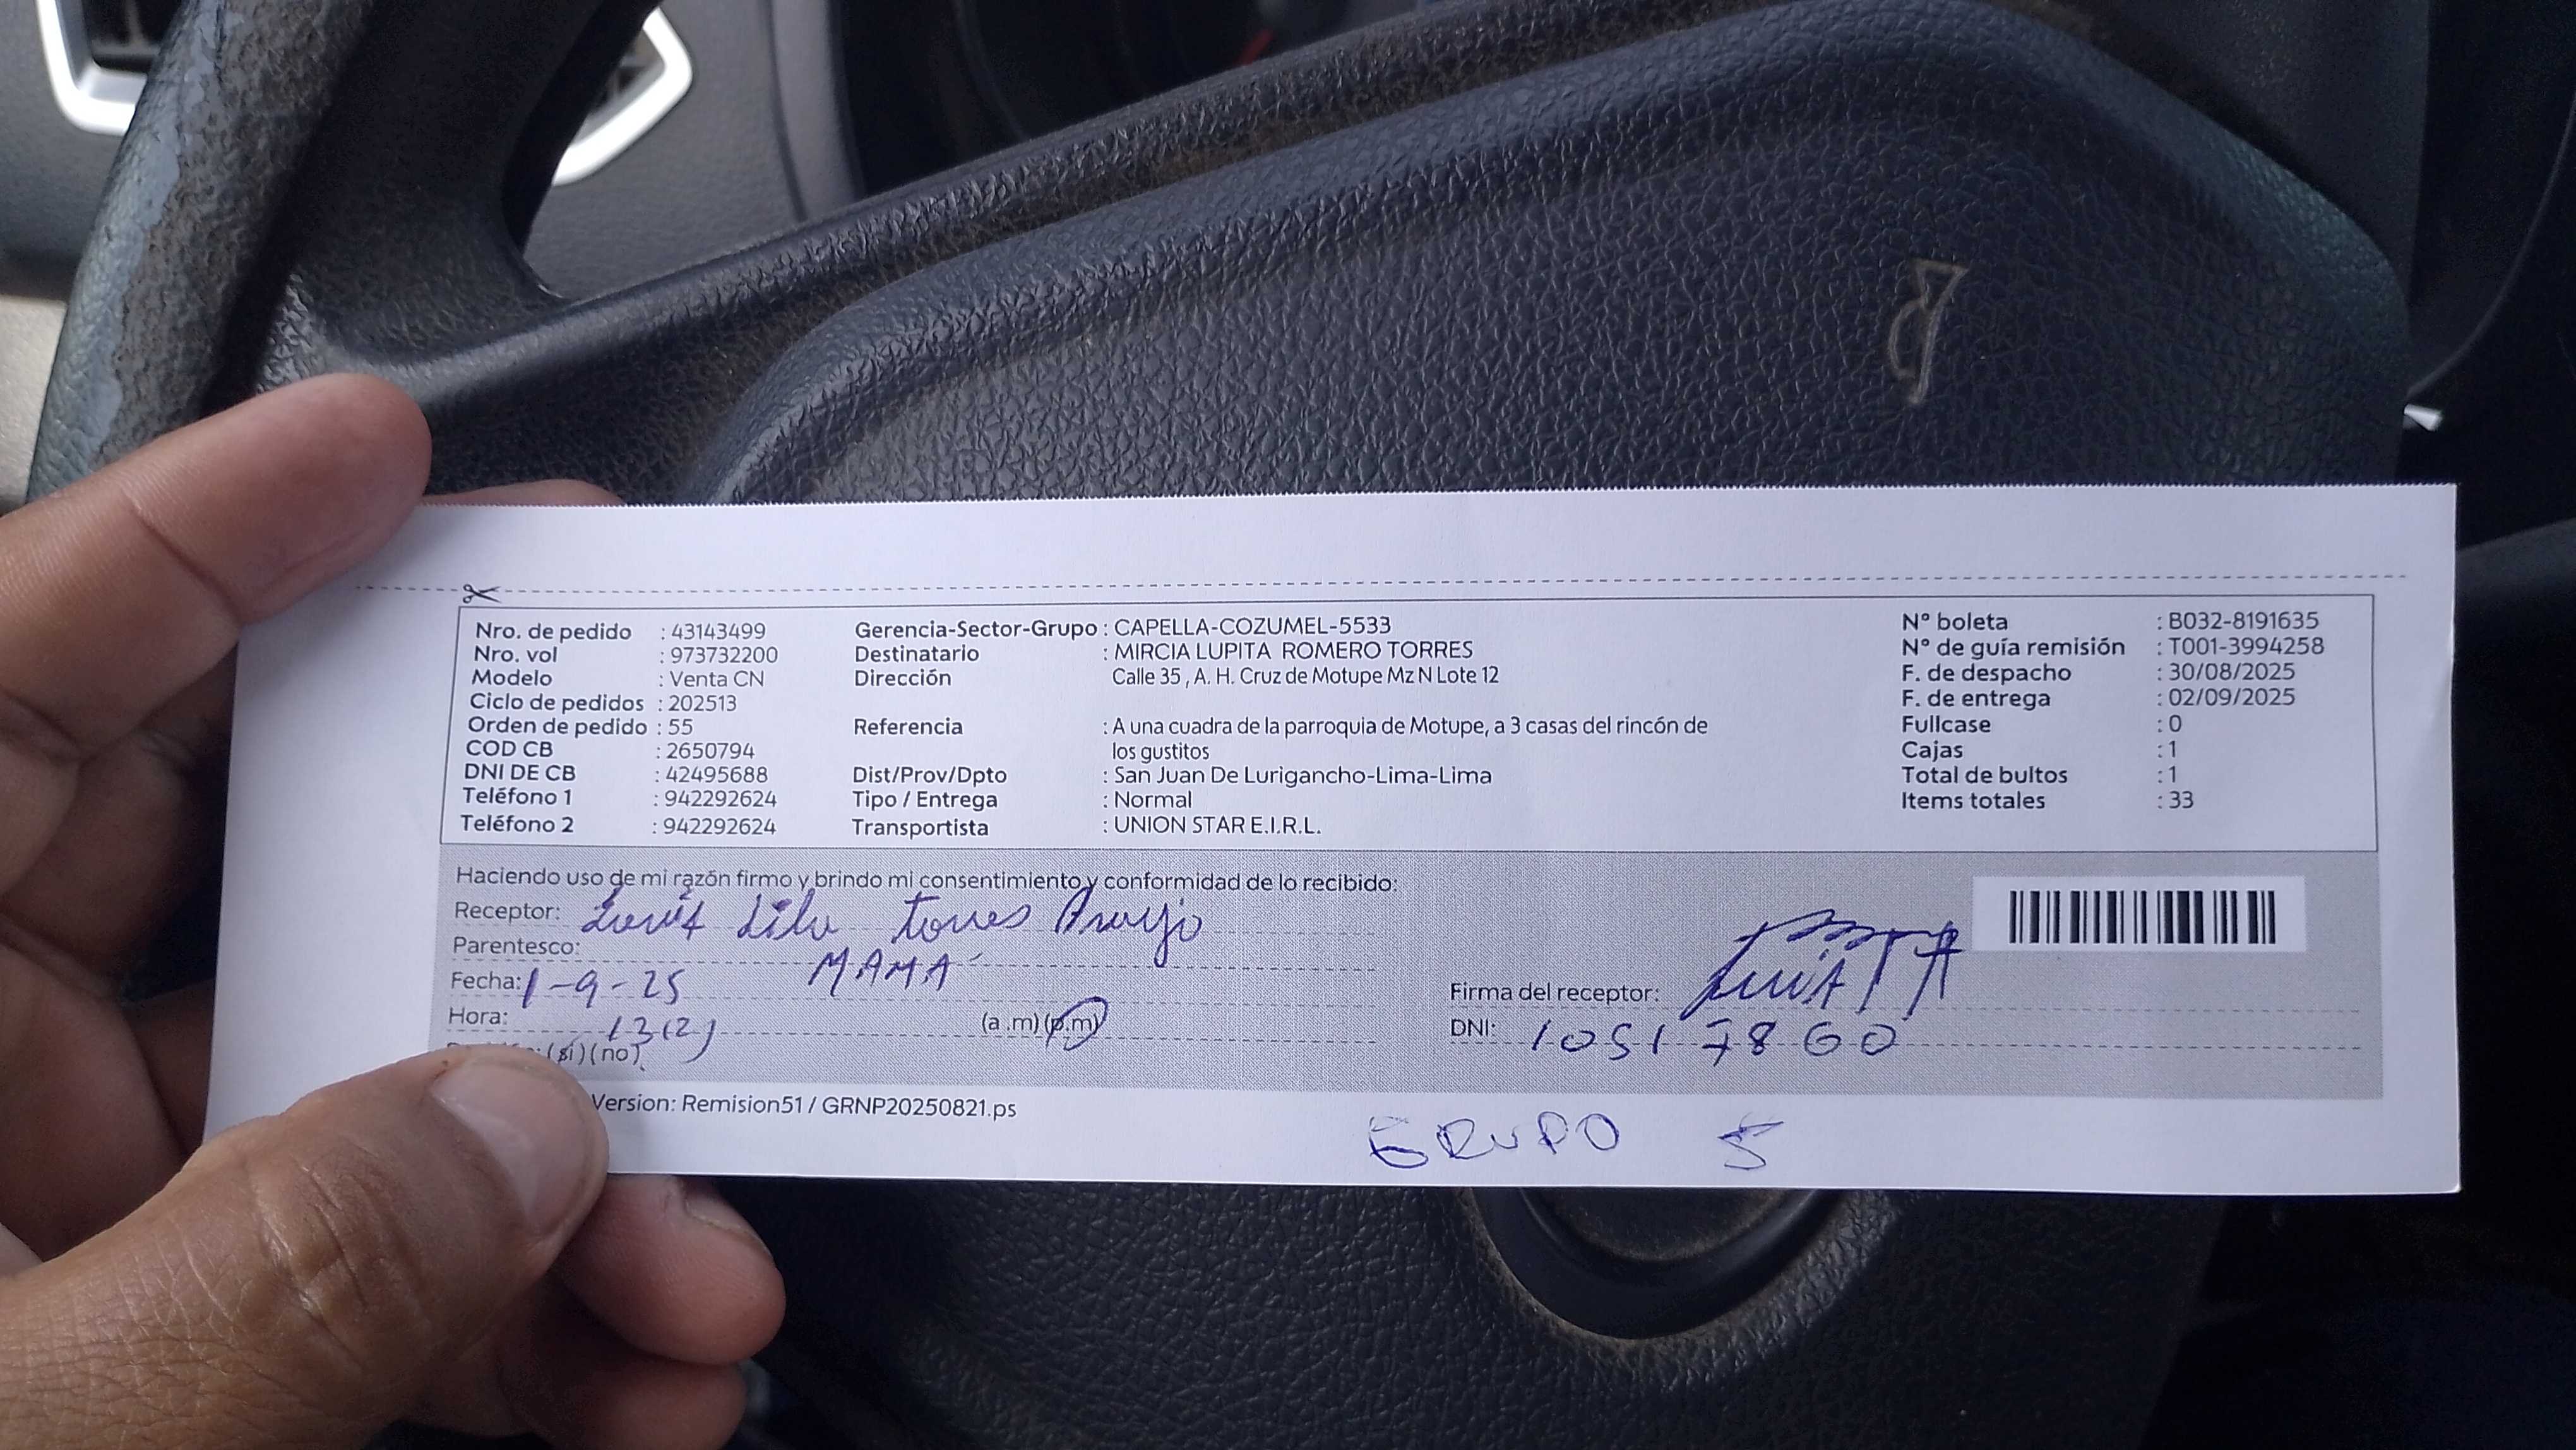 Nro. de pedido : 43143499
Nro. vol : 973732200
Modelo : Venta CN
Ciclo de pedidos : 202513
Orden de pedido : 55
COD CB : 2650794
DNI DE CB : 42495688
Teléfono 1 : 942292624
Teléfono 2 : 942292624
Gerencia-Sector-Grupo : CAPELLA-COZUMEL-5533
Destinatario : MIRCIA LUPITA ROMERO TORRES
Dirección Calle 35 , A. H. Cruz de Motupe Mz N Lote 12
Referencia : A una cuadra de la parroquia de Motupe, a 3 casas del rincón de
los gustitos
Dist/Prov/Dpto : San Juan De Lurigancho-Lima-Lima
Tipo / Entrega : Normal
Transportista : UNION STAR E.I.R.L.
N° boleta : B032-8191635
N° de guía remisión : T001-3994258
F. de despacho : 30/08/2025
F. de entrega : 02/09/2025
Fullcase : 0
Cajas : 1
Total de bultos : 1
Items totales : 33
Haciendo uso de mi razón firmo y brindo mi consentimiento y conformidad de lo recibido:
Receptor: Torres Araujo
Parentesco: MAMÁ
Fecha: 1-9-25
Hora: (a .m) (p.m)
(si) (no)
Firma del receptor:
DNI: 10517860
Version: Remision51 / GRNP20250821.ps
GRUPO 5